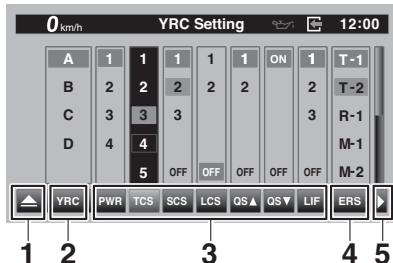 0 km/h YRC Setting 12:00
A 1 1 1 1 1 ON 1 T-1
B 2 2 2 2 2 2 T-2
C 3 3 3 3 R-1
D 4 4 M-1
5 OFF OFF OFF OFF OFF M-2
YRC PWR TCS SCS LCS QS▲ QS▼ LIF ERS
1 2 3 4 5